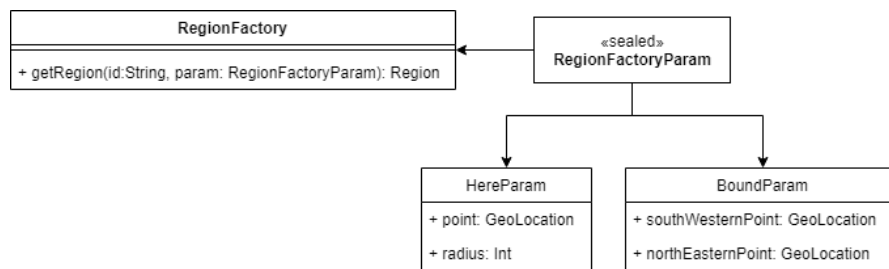 RegionFactory
+ getRegion(id:String, param: RegionFactoryParam): Region
«sealed»
RegionFactoryParam
HereParam
+ point: GeoLocation
+ radius: Int
BoundParam
+ southWesternPoint: GeoLocation
+ northEasternPoint: GeoLocation